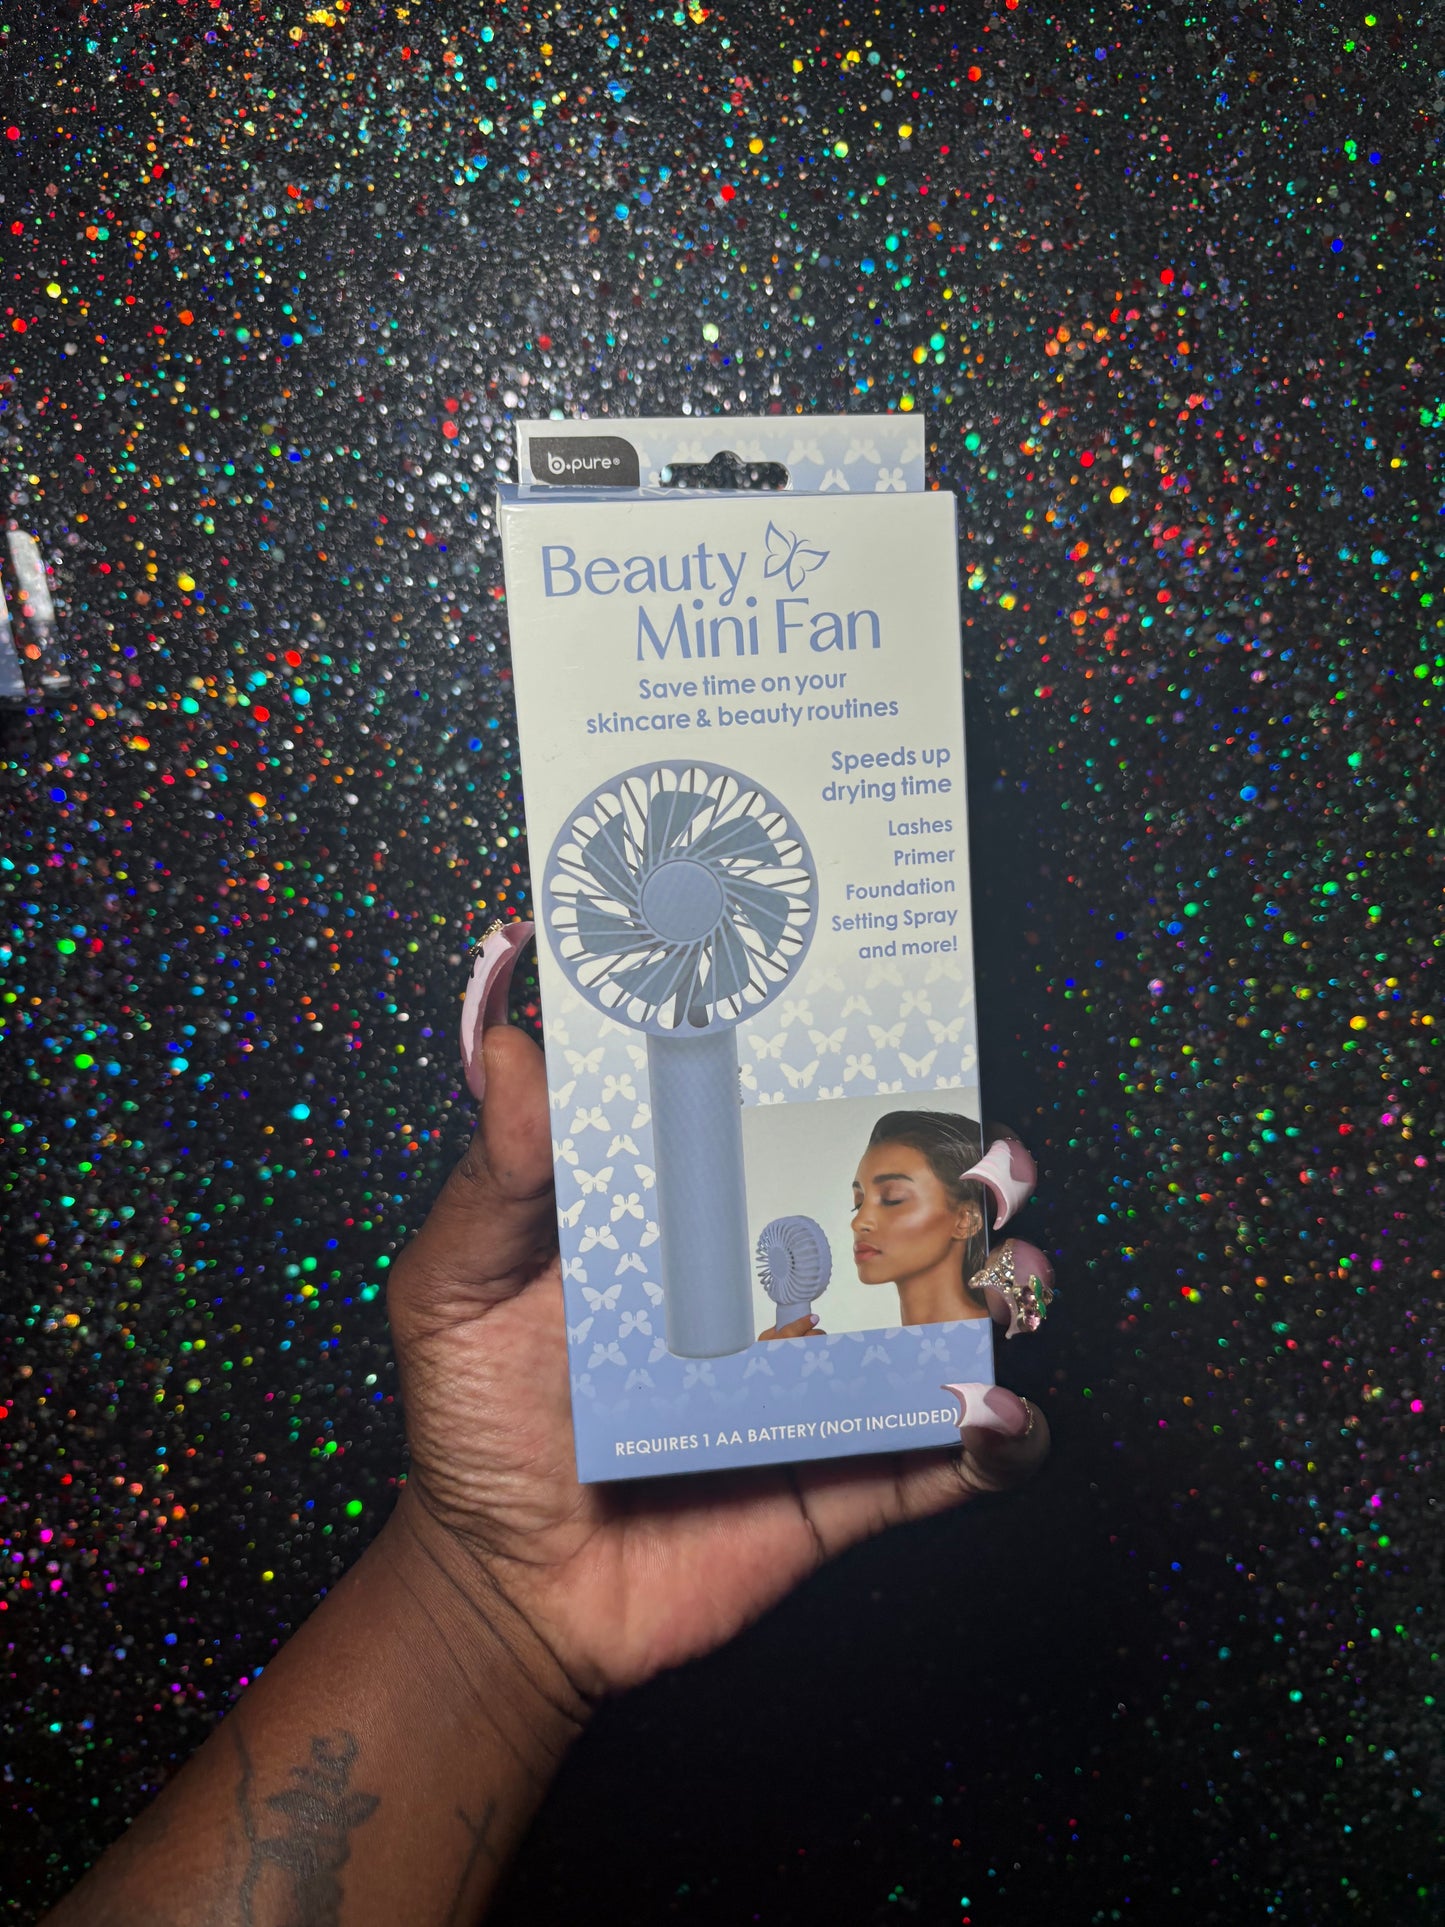 b.pure®
Beauty
Mini Fan
Save time on your
skincare & beauty routines
Speeds up
drying time
Lashes
Primer
Foundation
Setting Spray
and more!
REQUIRES 1 AA BATTERY (NOT INCLUDED)